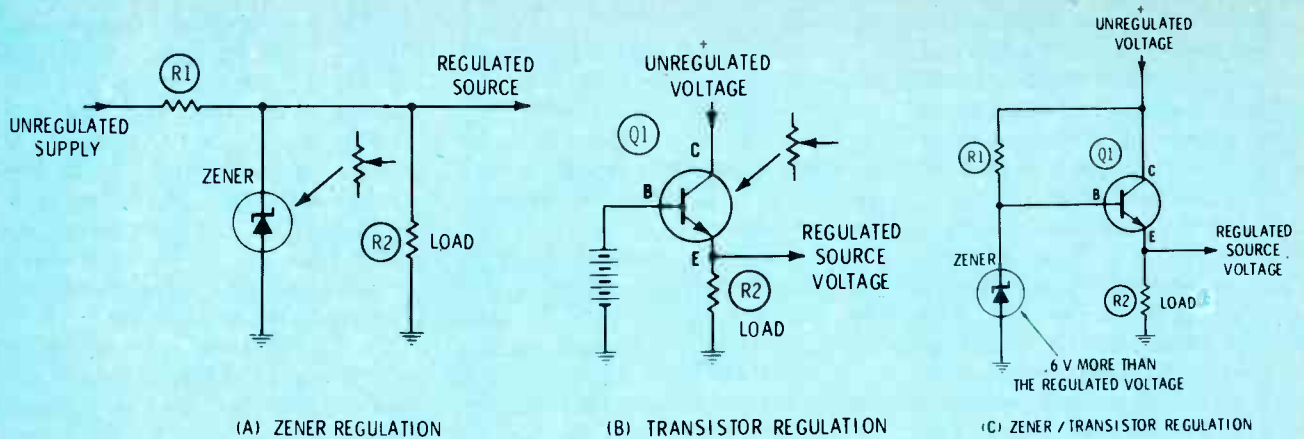 R1
REGULATED
SOURCE
UNREGULATED
SUPPLY
ZENER
R2
LOAD
(A) ZENER REGULATION
+
UNREGULATED
VOLTAGE
Q1
C
B
E
REGULATED
SOURCE
VOLTAGE
R2
LOAD
(B) TRANSISTOR REGULATION
+
UNREGULATED
VOLTAGE
R1
Q1
C
B
E
REGULATED
SOURCE
VOLTAGE
ZENER
R2
LOAD
.6 V MORE THAN
THE REGULATED VOLTAGE
(C) ZENER / TRANSISTOR REGULATION